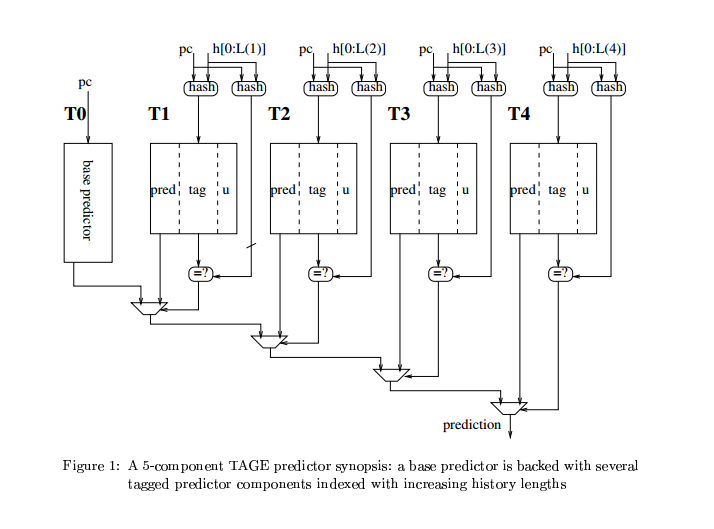 pc h[0:L(1)] pc h[0:L(2)] pc h[0:L(3)] pc h[0:L(4)]
pc hash hash hash hash hash hash hash hash
T0 T1 T2 T3 T4
base predictor
pred tag u pred tag u pred tag u pred tag u
=? =? =? =?
prediction
Figure 1: A 5-component TAGE predictor synopsis: a base predictor is backed with several
tagged predictor components indexed with increasing history lengths